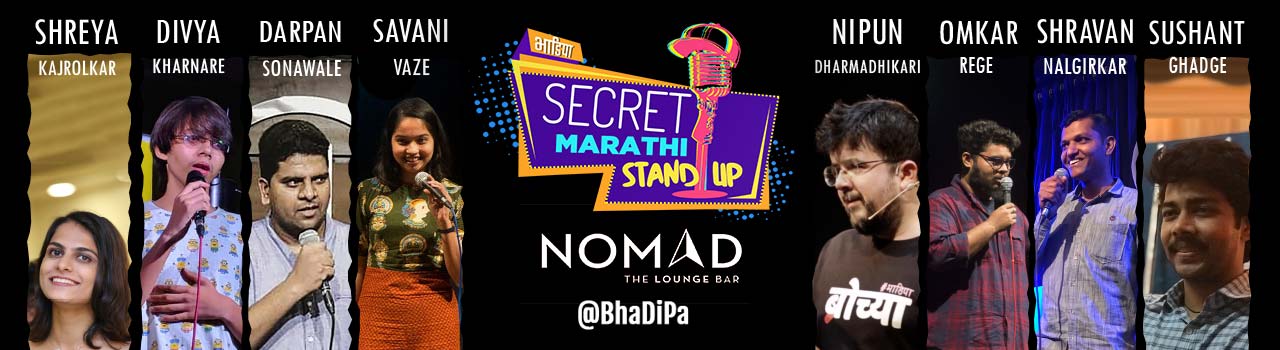 SHREYA
KAJROLKAR
DIVYA
KHARNARE
DARPAN
SONAWALE
SAVANI
VAZE
भाडिपा
SECRET
MARATHI
STAND UP
NOMAD
THE LOUNGE BAR
@BhaDiPa
NIPUN
DHARMADHIKARI
#भाडिपा
बोच्या
OMKAR
REGE
SHRAVAN
NALGIRKAR
SUSHANT
GHADGE